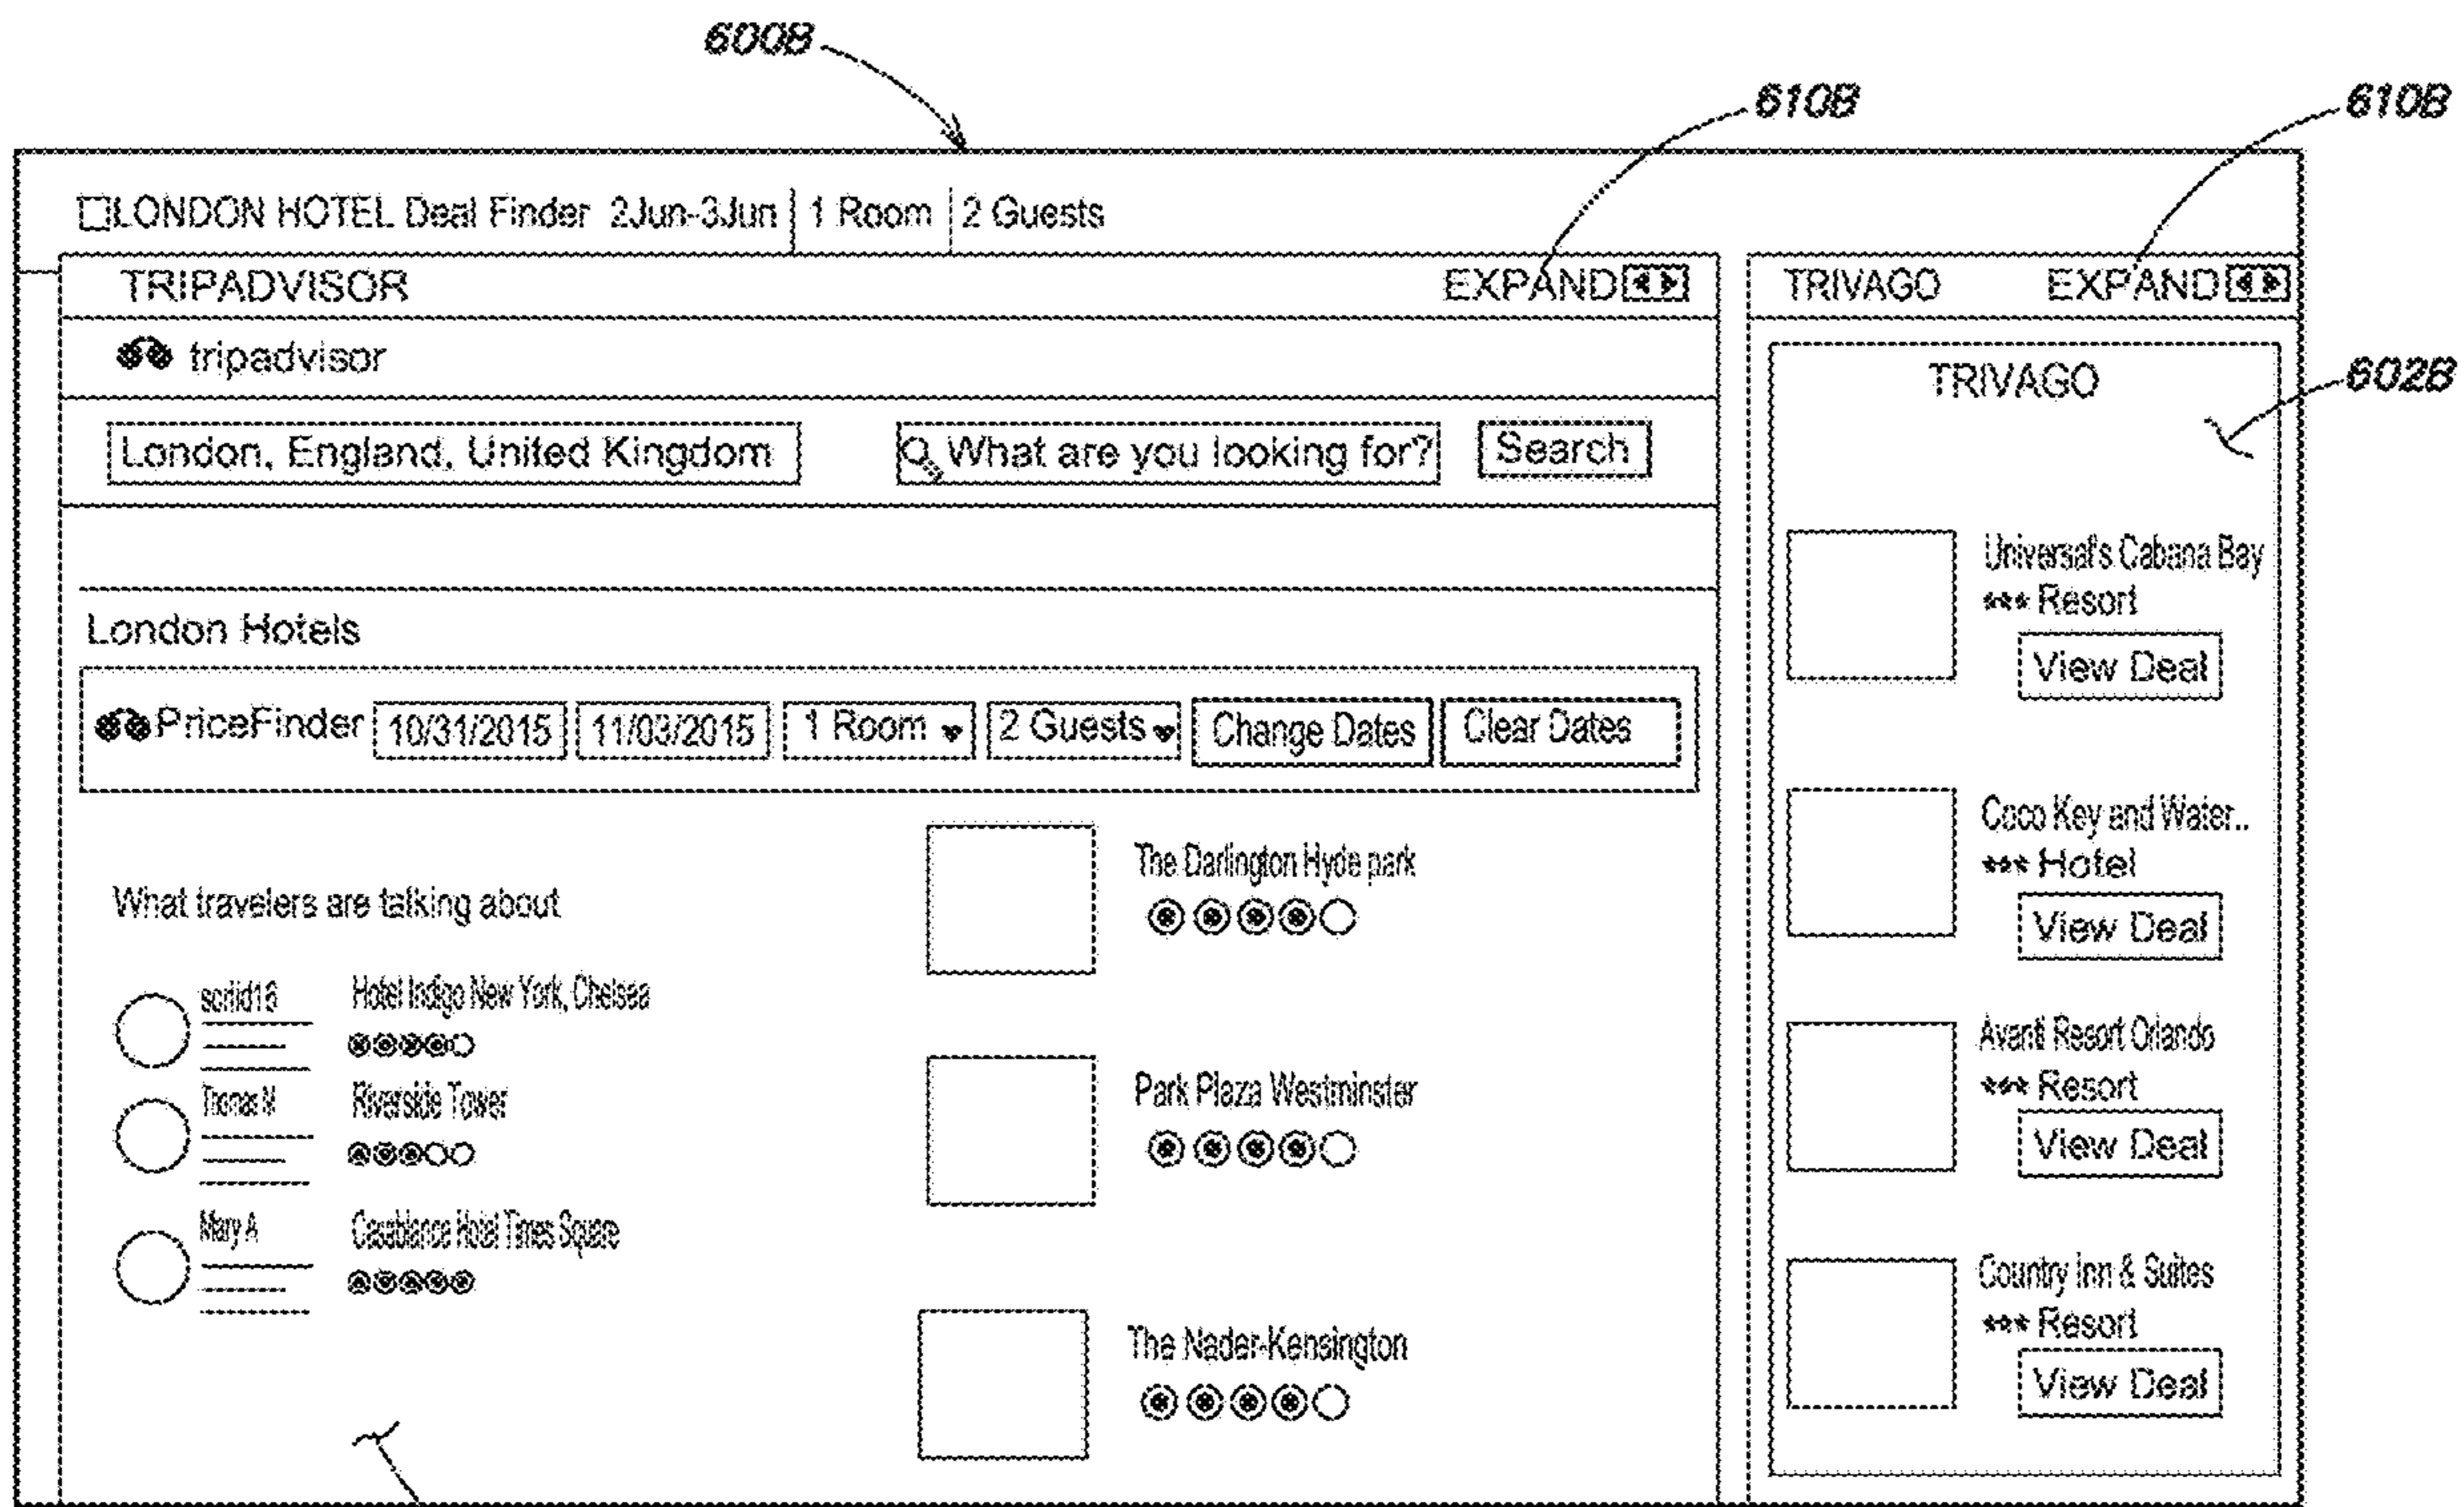 600B
610B
610B
LONDON HOTEL Deal Finder 2Jun-3Jun 1 Room 2 Guests
TRIPADVISOR EXPAND
TRIVAGO EXPAND
tripadvisor
London, England, United Kingdom What are you looking for? Search
London Hotels
PriceFinder 10/31/2015 11/03/2015 1 Room 2 Guests Change Dates Clear Dates
What travelers are talking about
Hotel Indigo New York, Chelsea
Thomas M Riverside Tower
Mary A Casablance Hotel Times Square
The Darlington Hyde park
Park Plaza Westminster
The Nader-Kensington
TRIVAGO
602B
Universal's Cabana Bay
*** Resort
View Deal
Coco Key and Water..
*** Hotel
View Deal
Avanti Resort Orlando
*** Resort
View Deal
Country Inn & Suites
*** Resort
View Deal